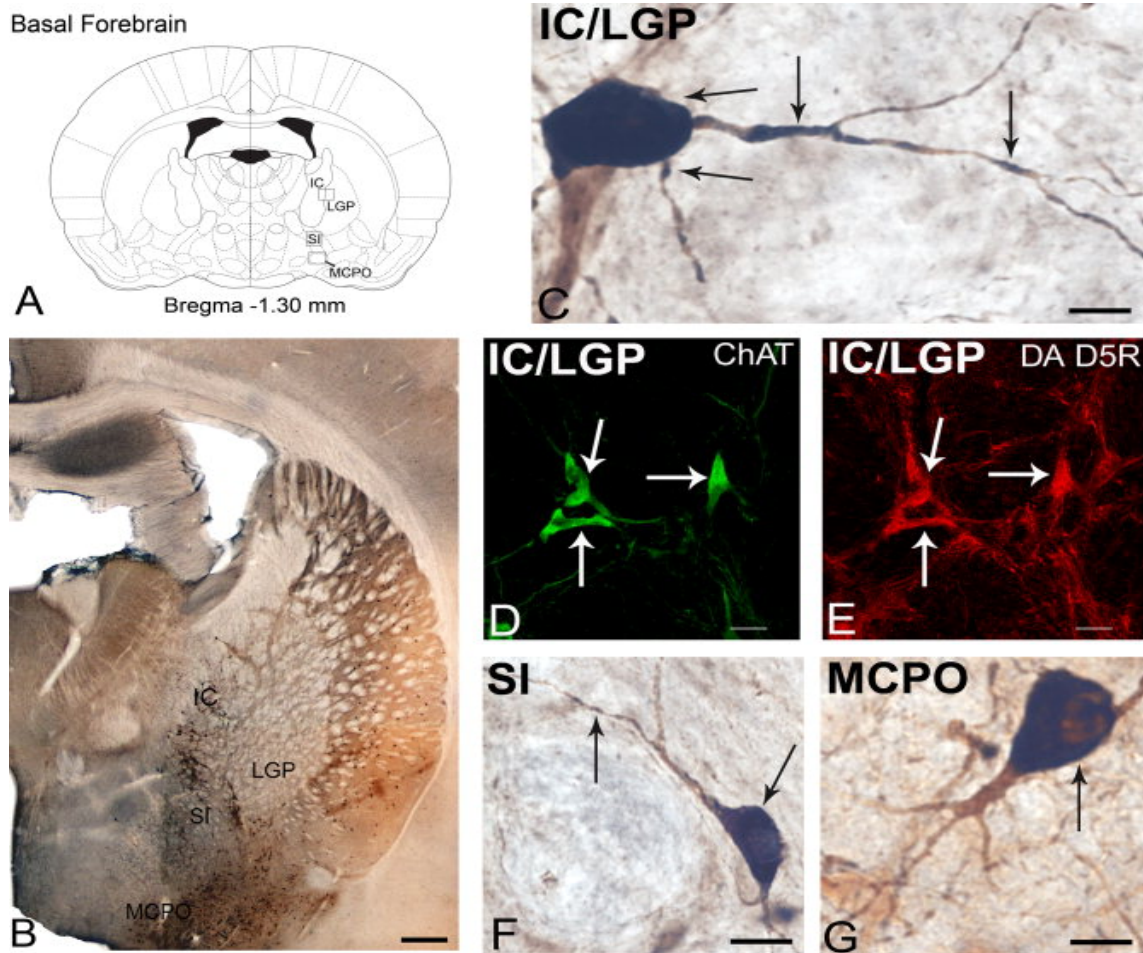 Basal Forebrain
IC
LGP
SI
MCPO
A
Bregma -1.30 mm
IC/LGP
C
IC
LGP
SI
MCPO
B
IC/LGP ChAT
D
IC/LGP DA D5R
E
SI
F
MCPO
G